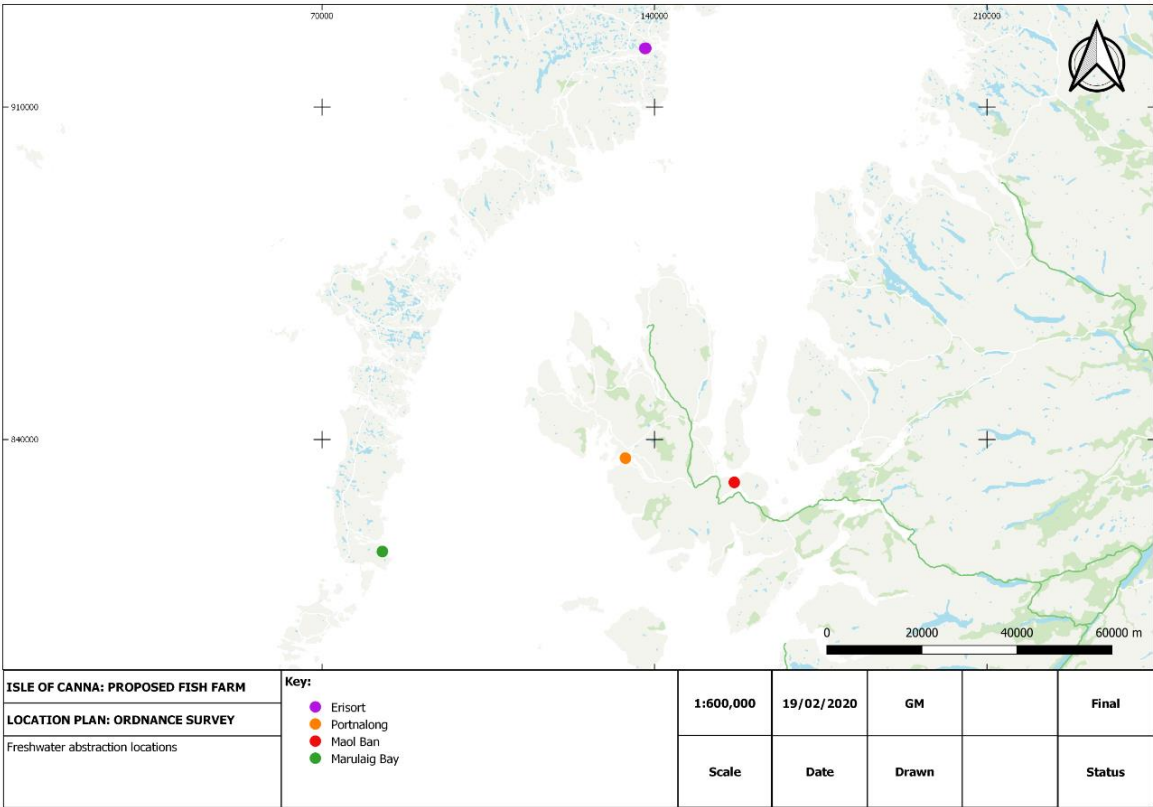 70000 140000 210000
910000
840000
0 20000 40000 60000 m
ISLE OF CANNA: PROPOSED FISH FARM
LOCATION PLAN: ORDNANCE SURVEY
Freshwater abstraction locations
Key:
Erisort
Portnalong
Maol Ban
Marulaig Bay
1:600,000 19/02/2020 GM Final
Scale Date Drawn Status